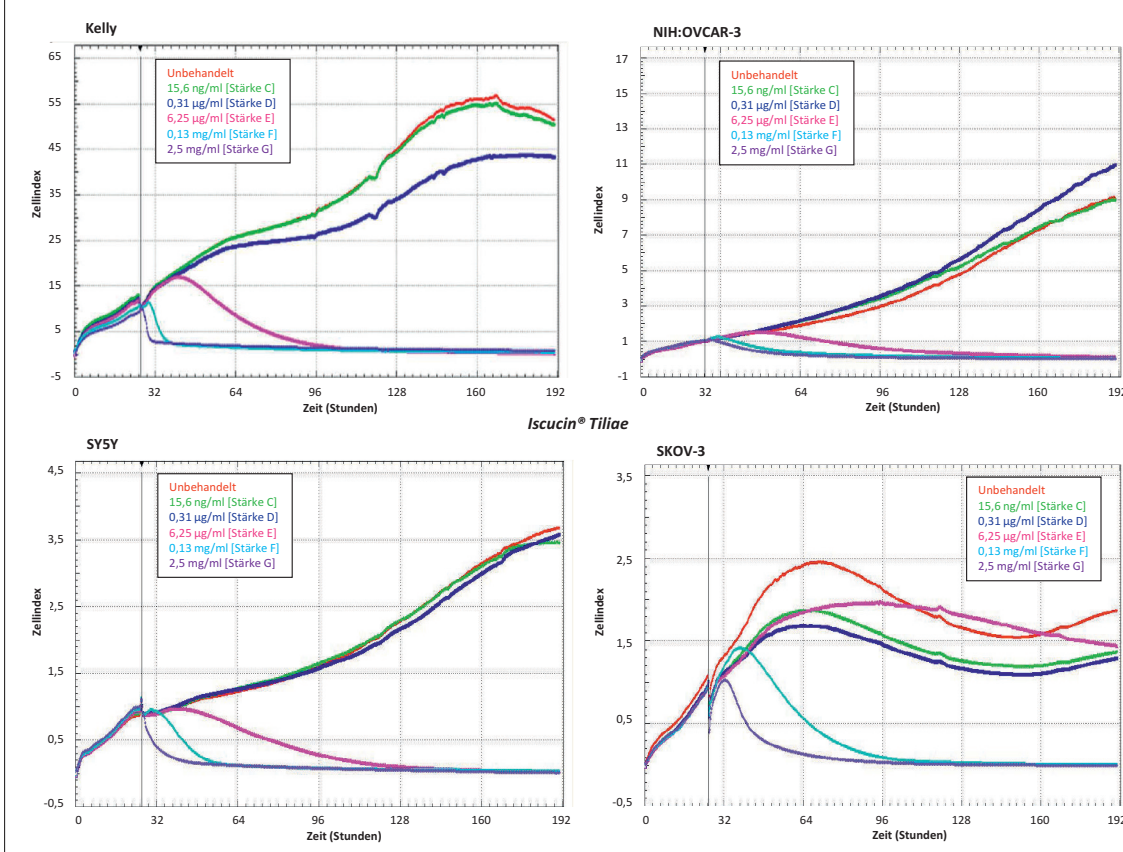 Kelly
65
55
45
35
25
15
5
-5
Zellindex
Unbehandelt
15,6 ng/ml [Stärke C]
0,31 µg/ml [Stärke D]
6,25 µg/ml [Stärke E]
0,13 mg/ml [Stärke F]
2,5 mg/ml [Stärke G]
0 32 64 96 128 160 192
Zeit (Stunden)
NIH:OVCAR-3
17
15
13
11
9
7
5
3
1
-1
Zellindex
Unbehandelt
15,6 ng/ml [Stärke C]
0,31 µg/ml [Stärke D]
6,25 µg/ml [Stärke E]
0,13 mg/ml [Stärke F]
2,5 mg/ml [Stärke G]
0 32 64 96 128 160 192
Zeit (Stunden)
Iscucin® Tiliae
SY5Y
4,5
3,5
2,5
1,5
0,5
-0,5
Zellindex
Unbehandelt
15,6 ng/ml [Stärke C]
0,31 µg/ml [Stärke D]
6,25 µg/ml [Stärke E]
0,13 mg/ml [Stärke F]
2,5 mg/ml [Stärke G]
0 32 64 96 128 160 192
Zeit (Stunden)
SKOV-3
3,5
2,5
1,5
0,5
-0,5
Zellindex
Unbehandelt
15,6 ng/ml [Stärke C]
0,31 µg/ml [Stärke D]
6,25 µg/ml [Stärke E]
0,13 mg/ml [Stärke F]
2,5 mg/ml [Stärke G]
0 32 64 96 128 160 192
Zeit (Stunden)